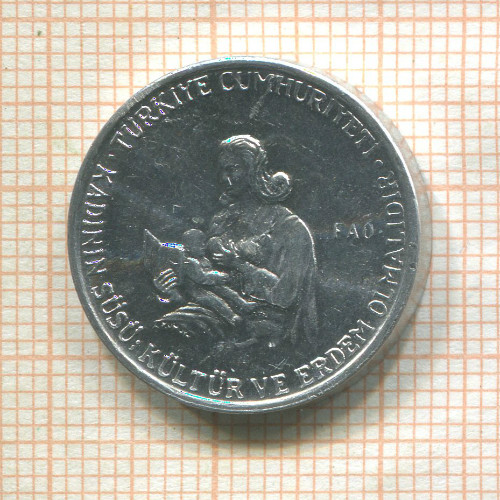 TÜRKİYE CUMHURİYETİ
· KADININ SÜSÜ · KÜLTÜR VE ERDEM OLMALIDIR ·
FAO